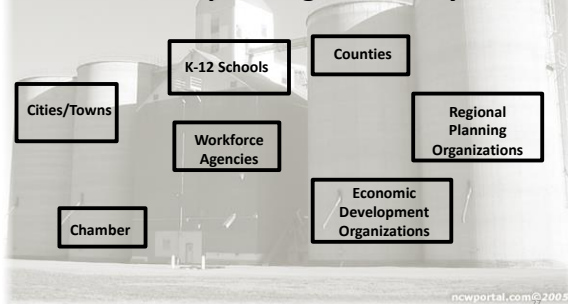 K-12 Schools
Counties
Cities/Towns
Regional
Planning
Organizations
Workforce
Agencies
Economic
Development
Organizations
Chamber
ncwportal.com©2005